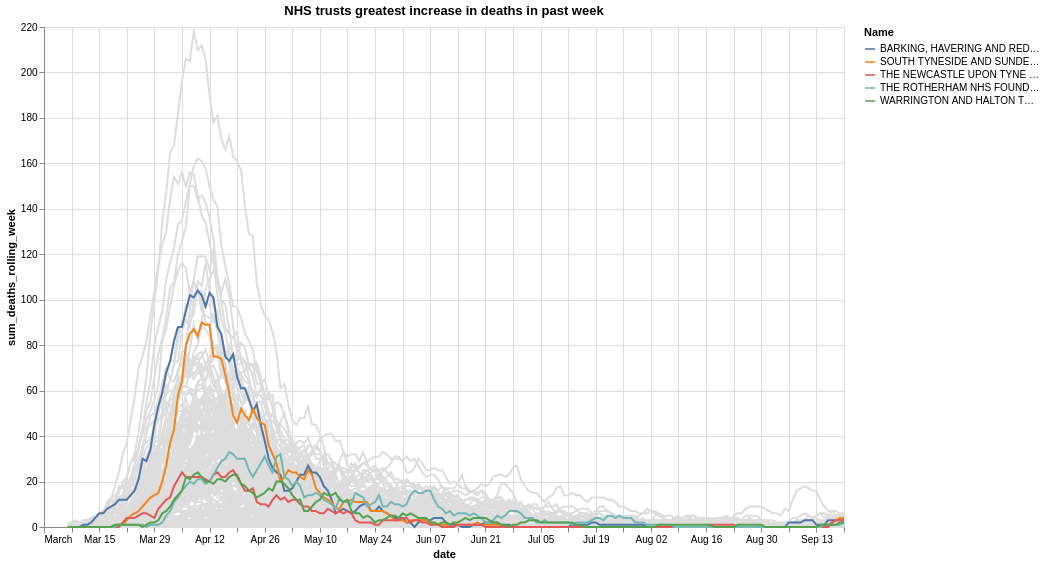 NHS trusts greatest increase in deaths in past week
sum_deaths_rolling_week
220
200
180
160
140
120
100
80
60
40
20
0
March
Mar 15
Mar 29
Apr 12
Apr 26
May 10
May 24
Jun 07
Jun 21
Jul 05
Jul 19
Aug 02
Aug 16
Aug 30
Sep 13
date
Name
BARKING, HAVERING AND RED…
SOUTH TYNESIDE AND SUNDE…
THE NEWCASTLE UPON TYNE …
THE ROTHERHAM NHS FOUND…
WARRINGTON AND HALTON T…